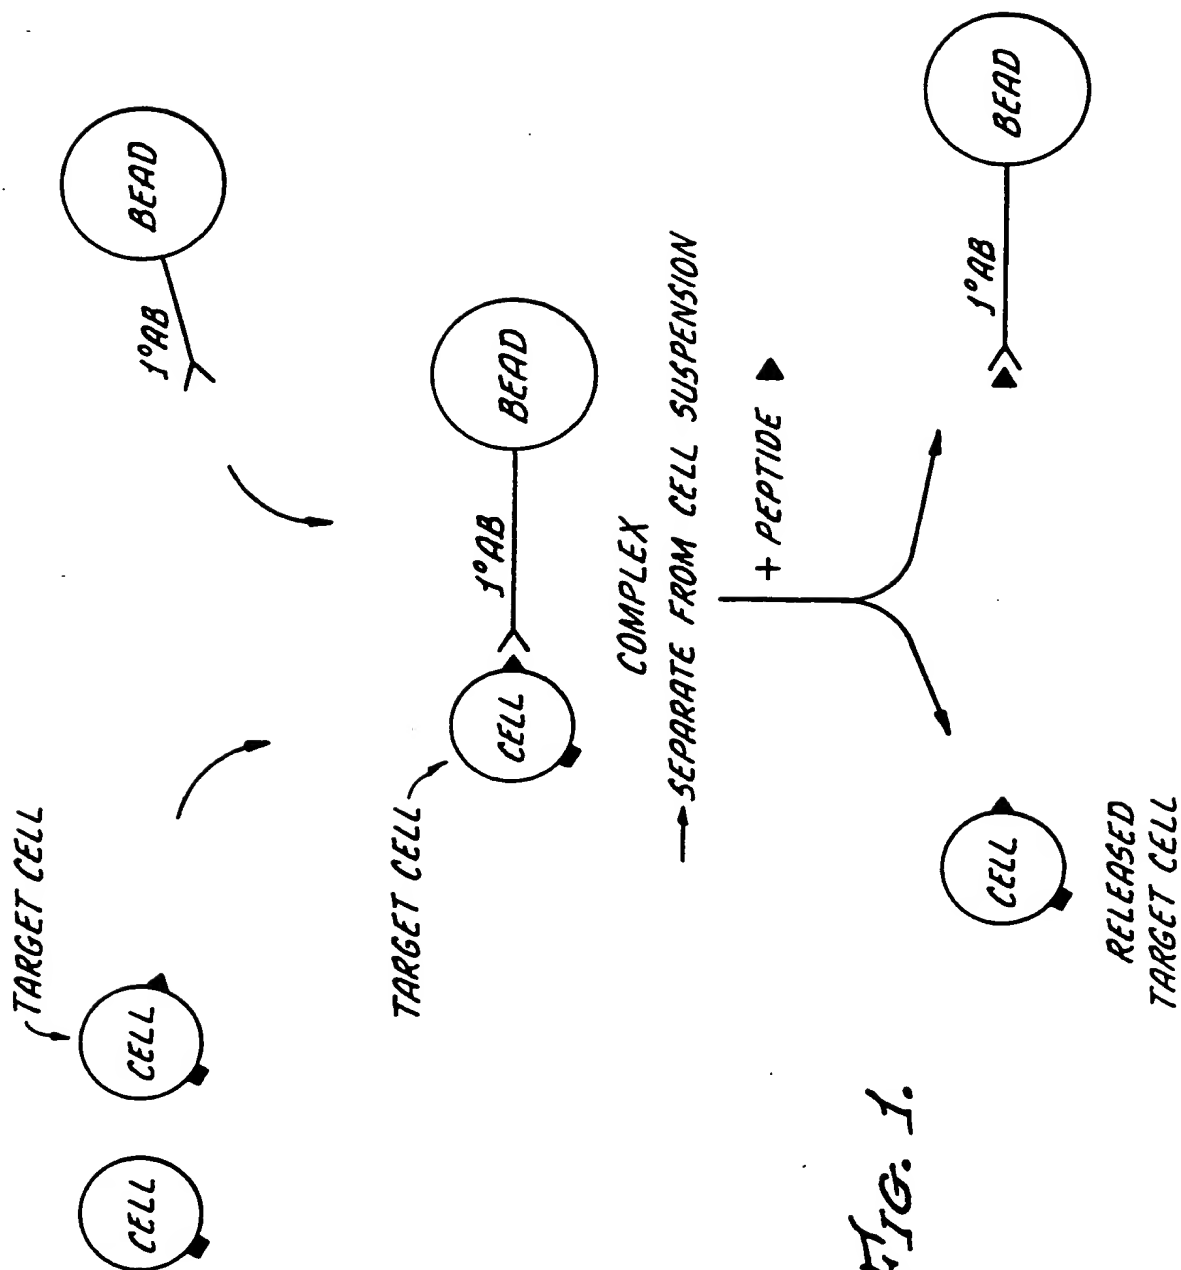 TARGET CELL
CELL
CELL
1°AB
BEAD
TARGET CELL
CELL
1°AB
BEAD
COMPLEX
SEPARATE FROM CELL SUSPENSION
+ PEPTIDE
CELL
1°AB
BEAD
RELEASED
TARGET CELL
FIG. 1.